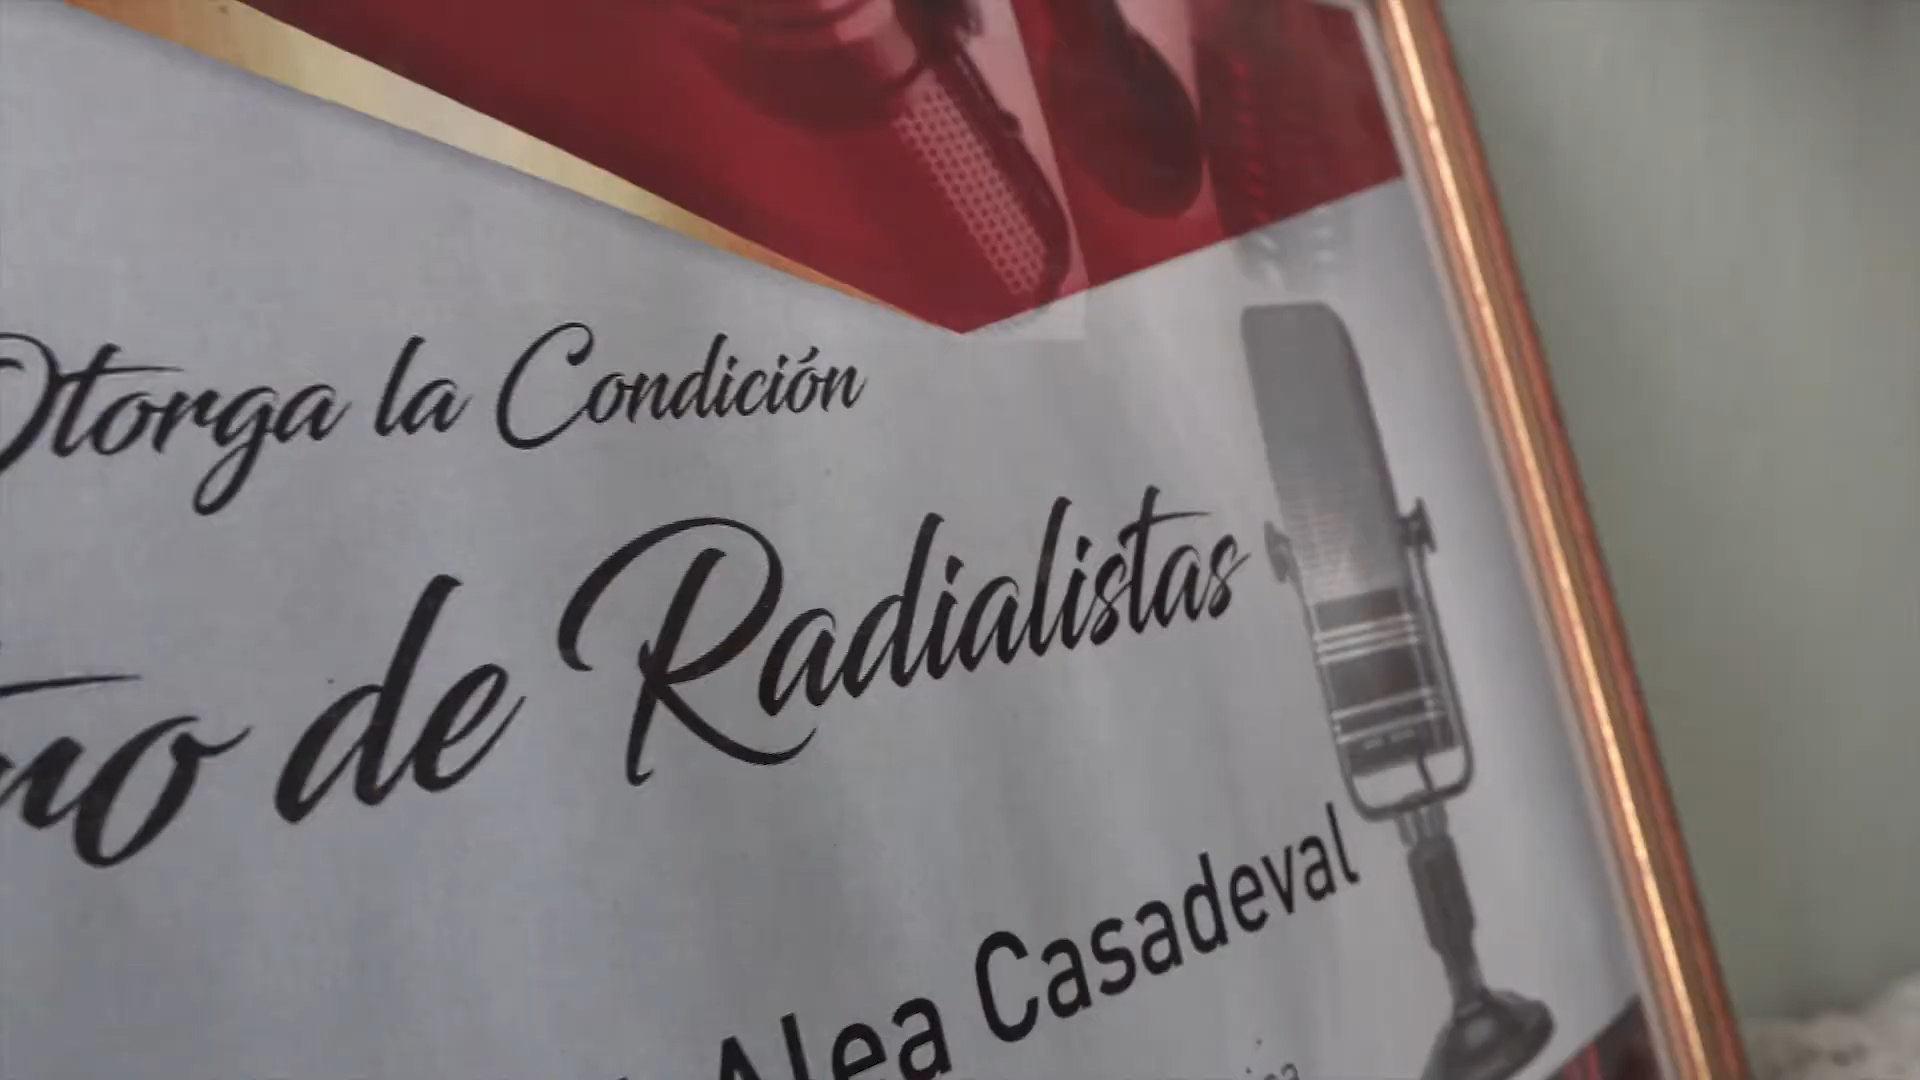 Otorga la Condición
de Radialistas
Alea Casadeval